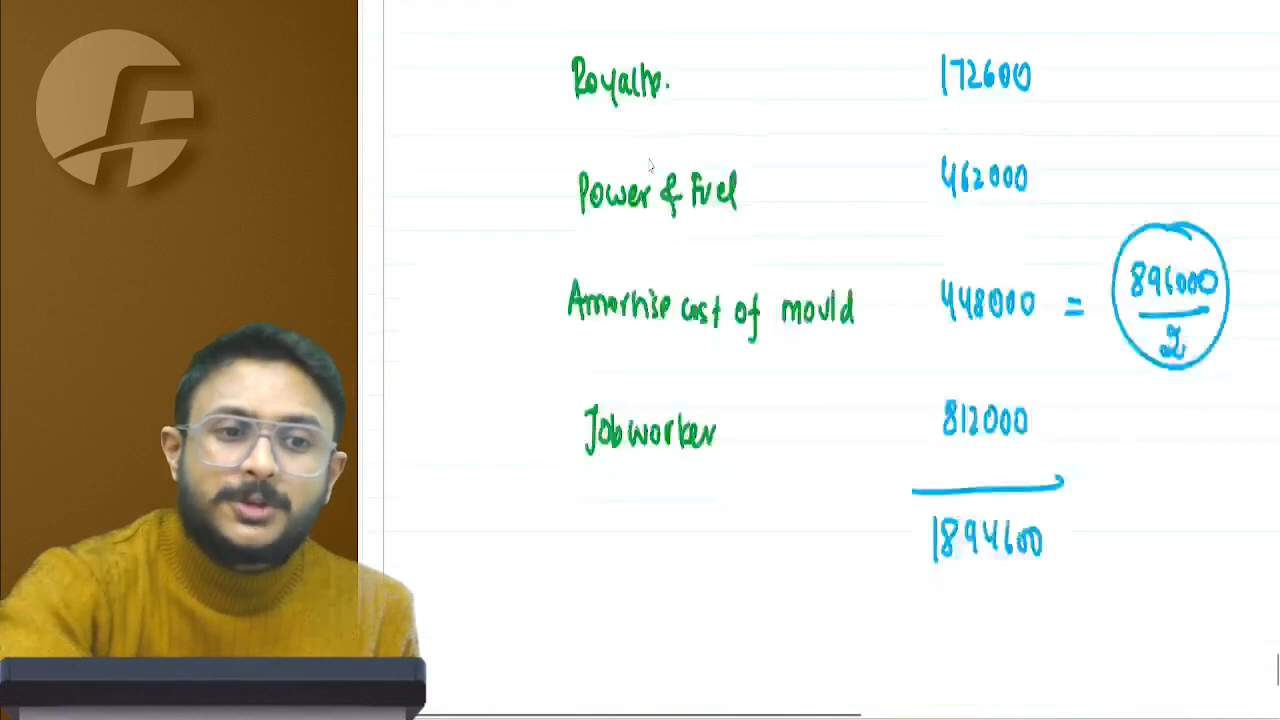 Royalty. 172600
Power & Fuel 462000
Amortise cost of mould 448000 = 896000
2
Jobworker 812000
1894600